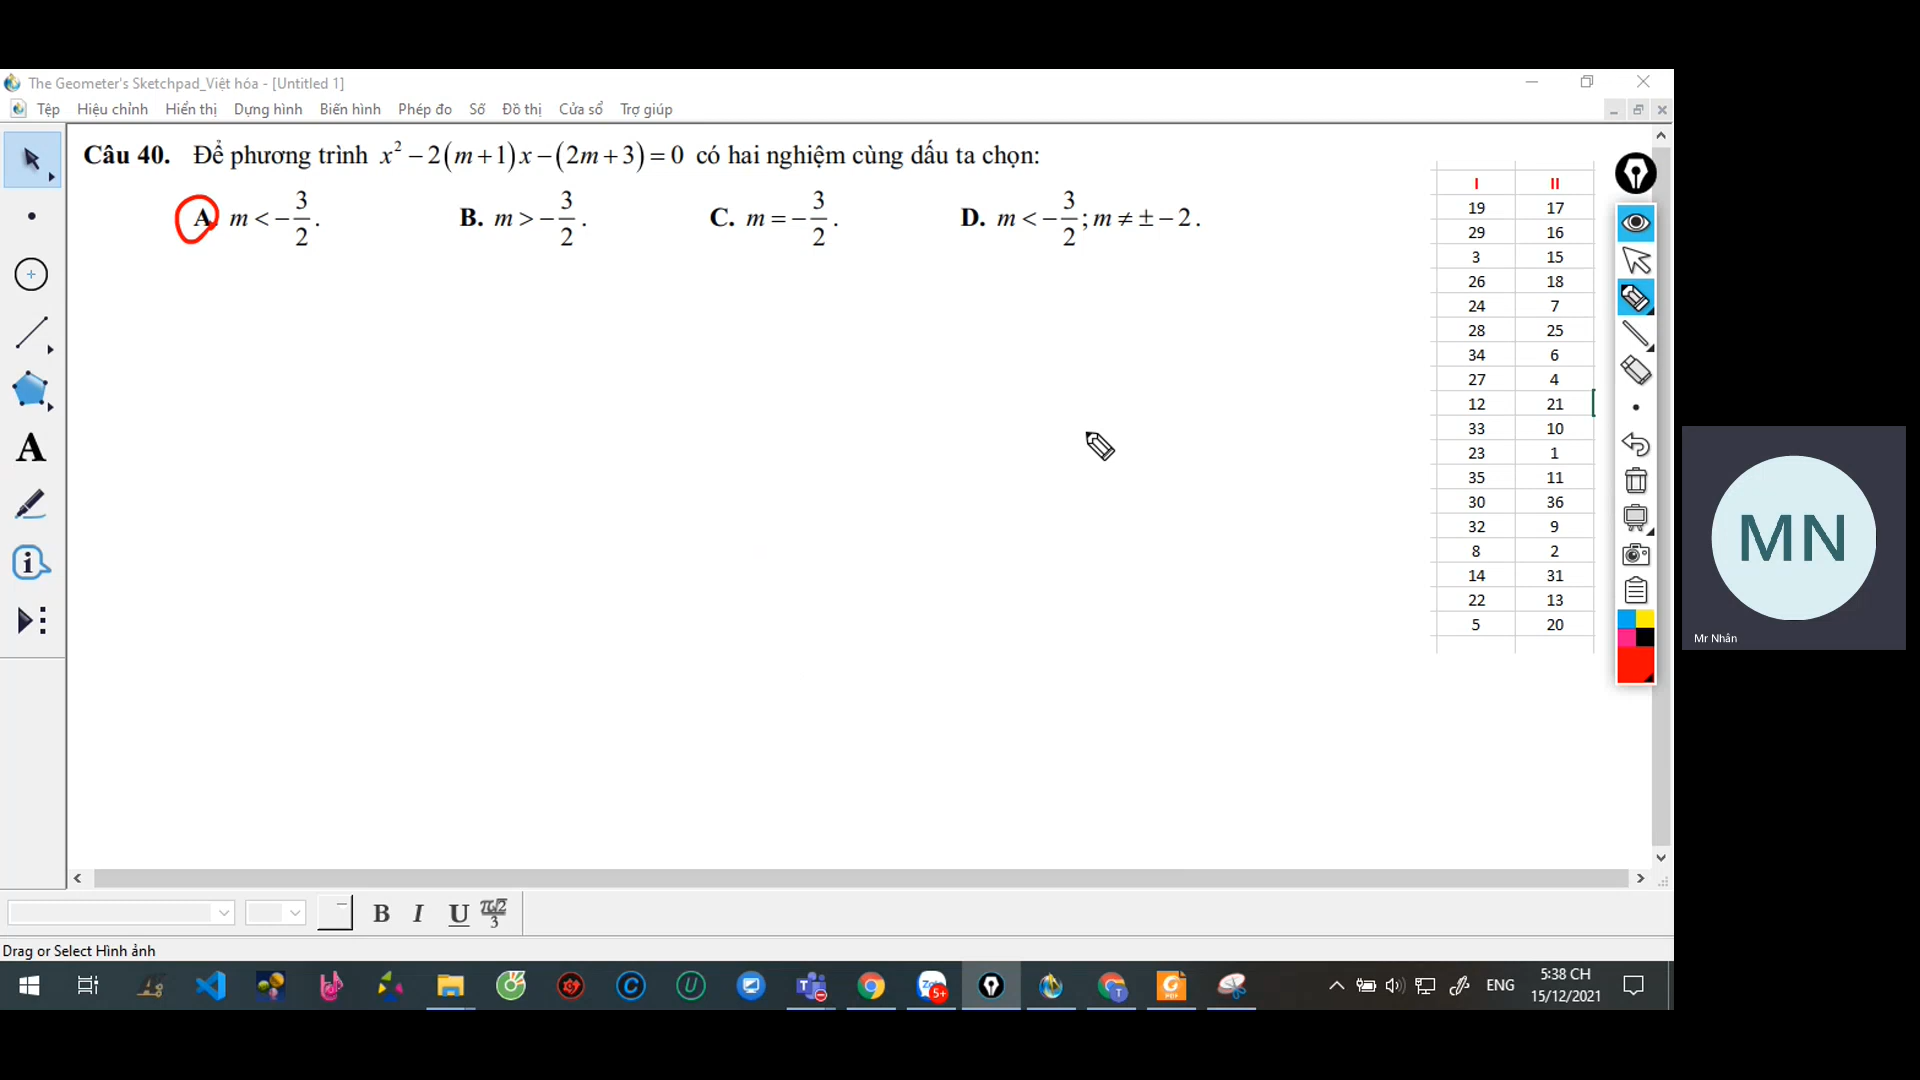 The Geometer's Sketchpad_Việt hóa - [Untitled 1]
Tệp Hiệu chỉnh Hiển thị Dựng hình Biến hình Phép đo Số Đồ thị Cửa sổ Trợ giúp
Câu 40. Để phương trình x² − 2(m+1)x − (2m+3) = 0 có hai nghiệm cùng dấu ta chọn:
A. m < −3/2. B. m > −3/2. C. m = −3/2. D. m < −3/2; m ≠ ± − 2.
I II
19 17
29 16
3 15
26 18
24 7
28 25
34 6
27 4
12 21
33 10
23 1
35 11
30 36
32 9
8 2
14 31
22 13
5 20
A
i
MN
Mr Nhân
B I U
Drag or Select Hình ảnh
ENG
5:38 CH
15/12/2021
5+